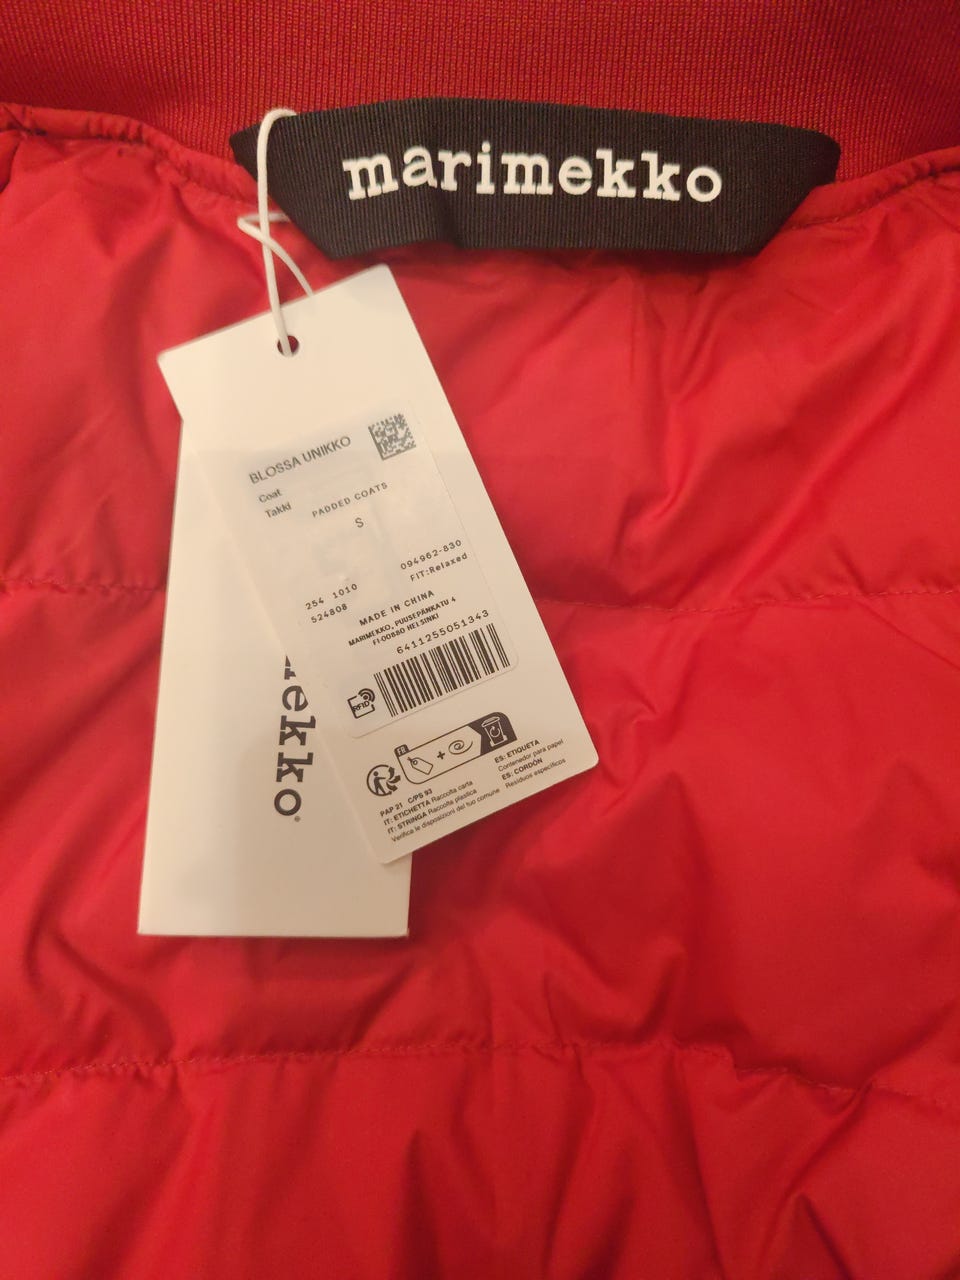 marimekko
BLOSSA UNIKKO
Coat
Takki
PADDED COATS
S
254 1010
094962-830
524808
FIT:Relaxed
MADE IN CHINA
MARIMEKKO, PUUSEPÄNKATU 4
FI-00880 HELSINKI
6411255051343
RFID
ekko
FR
+
PAP 21 C/PS 93
IT: ETICHETTA Raccolta carta
IT: STRINGA Raccolta plastica
Verifica le disposizioni del tuo comune
ES: ETIQUETA
Contenedor para papel
ES: CORDÓN
Residuos específicos